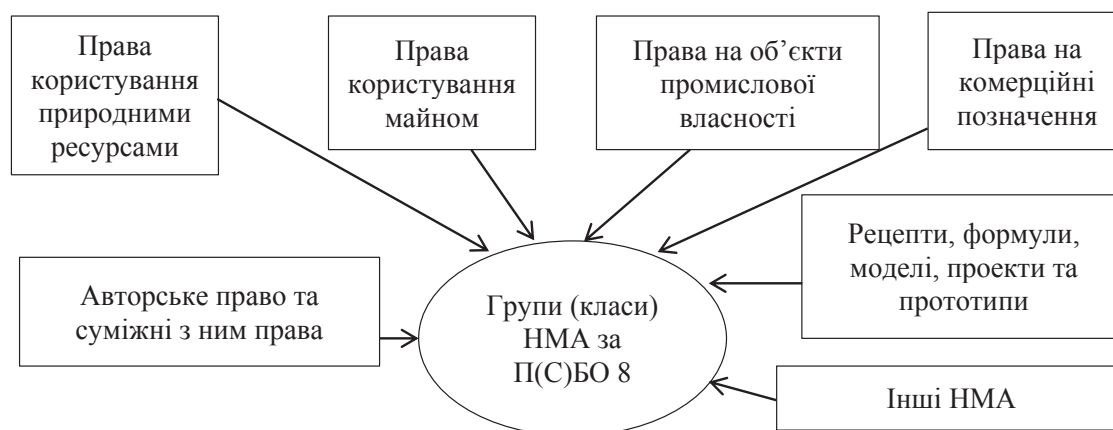 Права
користування
природними
ресурсами
Права
користування
майном
Права на об’єкти
промислової
власності
Права на
комерційні
позначення
Авторське право та
суміжні з ним права
Групи (класи)
НМА за
П(С)БО 8
Рецепти, формули,
моделі, проекти та
прототипи
Інші НМА